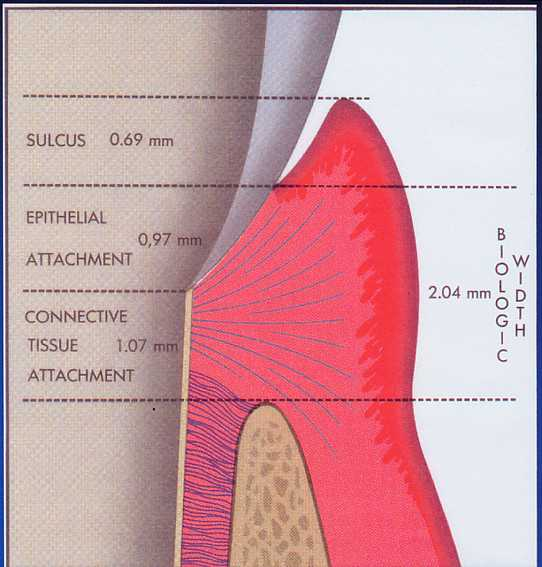 SULCUS 0.69 mm
EPITHELIAL
0,97 mm
ATTACHMENT
CONNECTIVE
TISSUE 1.07 mm
ATTACHMENT
2.04 mm
BIOLOGIC
WIDTH